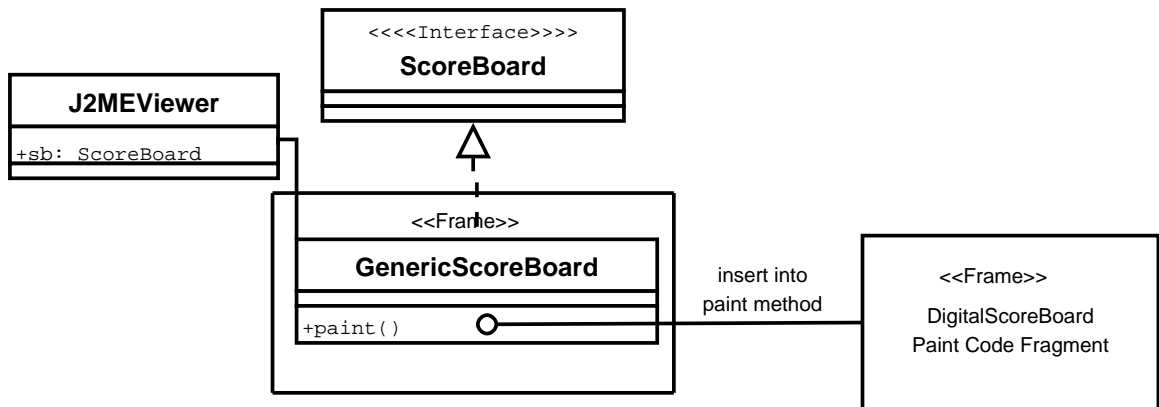 <<<<Interface>>>>
ScoreBoard
J2MEViewer
+sb: ScoreBoard
<<Frame>>
GenericScoreBoard
+paint()
insert into
paint method
<<Frame>>
DigitalScoreBoard
Paint Code Fragment